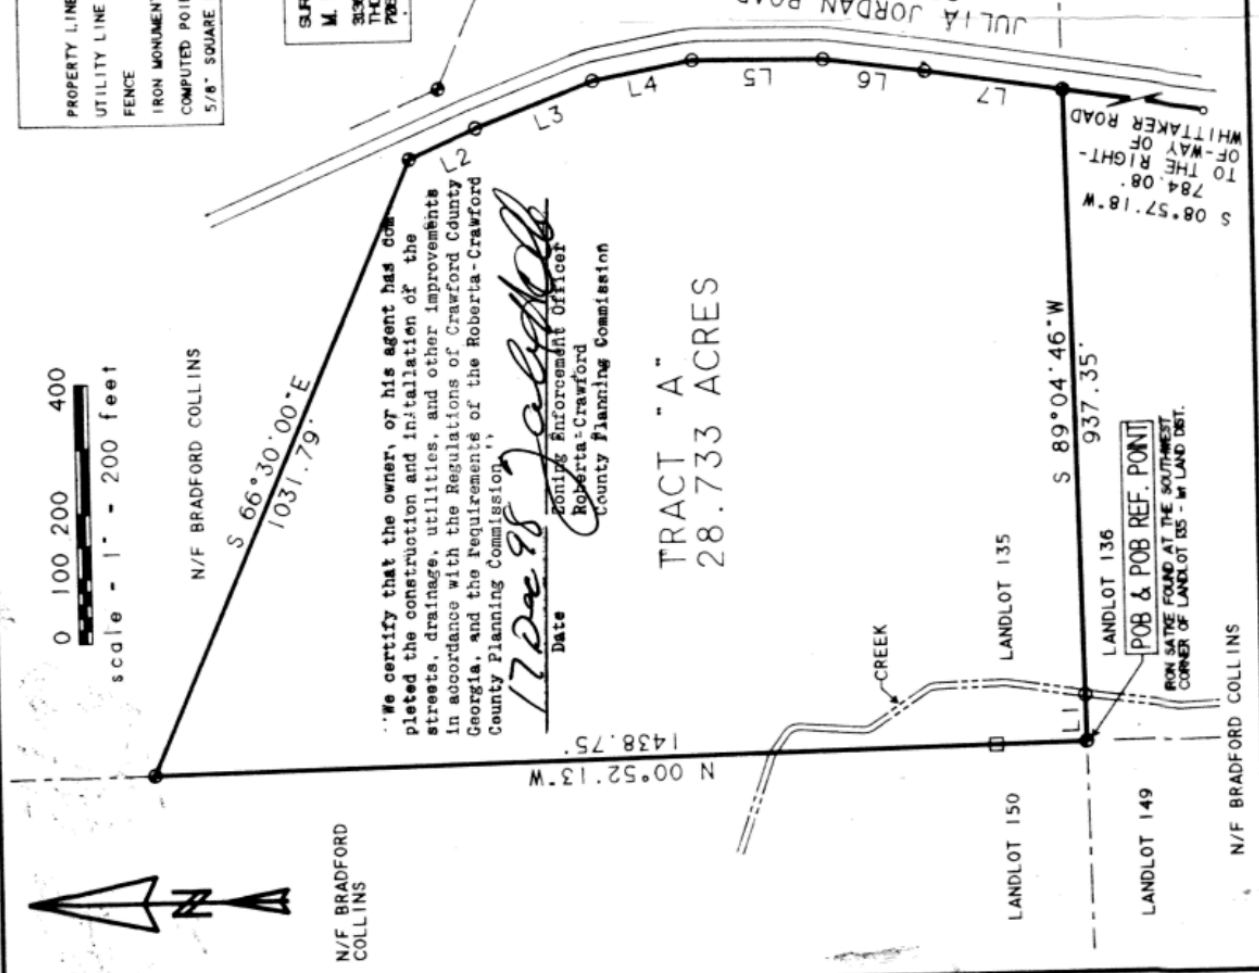 PROPERTY LINE
UTILITY LINE
FENCE
IRON MONUMENT
COMPUTED
5/8" SQUARE
M.
JULIA JORDAN ROAD
0 100 200 400
scale - 1" - 200 feet
N/F BRADFORD COLLINS
S 66°30'00"E
1031.79'
L2
L3
L4
L5
L6
L7
"We certify that the owner, or his agent has com-
pleted the construction and installation of the
streets, drainage, utilities, and other improvements
in accordance with the Regulations of Crawford County
Georgia, and the requirements of the Roberta-Crawford
County Planning Commission."
17 Dec 98
Date
Zoning Enforcement Officer
Roberta-Crawford
County Planning Commission
TRACT "A"
28.733 ACRES
N 00°52'13"W
1438.75'
S 89°04'46"W
937.35'
S 08°57'18"W
784.08'
TO THE RIGHT-
OF-WAY OF
WHITTAKER ROAD
CREEK
LANDLOT 135
LANDLOT 136
L1
POB & POB REF. POINT
IRON SATKE FOUND AT THE SOUTHWEST
CORNER OF LANDLOT 135 - LAND DIST.
N
N/F BRADFORD
COLLINS
LANDLOT 150
LANDLOT 149
N/F BRADFORD COLLINS